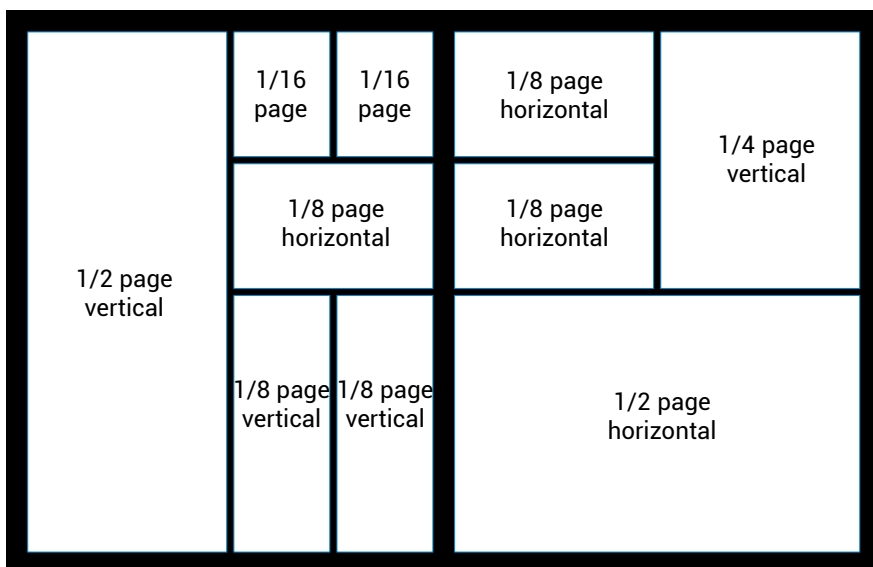 1/2 page
vertical
1/16
page
1/16
page
1/8 page
horizontal
1/8 page
vertical
1/8 page
vertical
1/8 page
horizontal
1/8 page
horizontal
1/4 page
vertical
1/2 page
horizontal